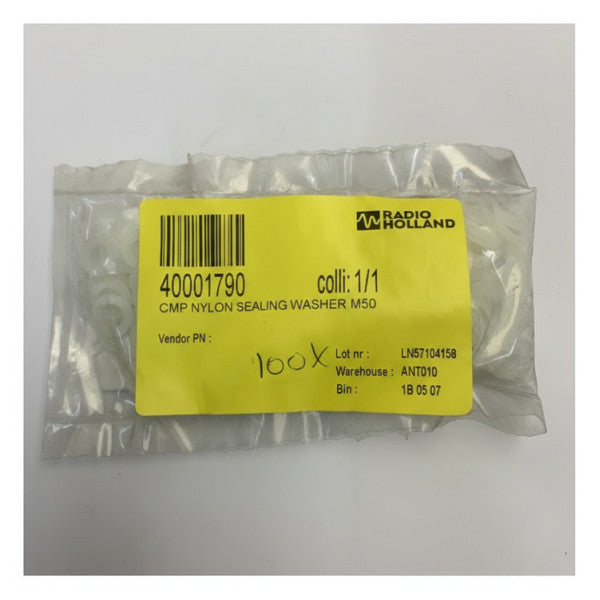 RADIO
HOLLAND
40001790 colli: 1/1
CMP NYLON SEALING WASHER M50
Vendor PN :
100X
Lot nr : LN57104158
Warehouse : ANT010
Bin : 1B 05 07